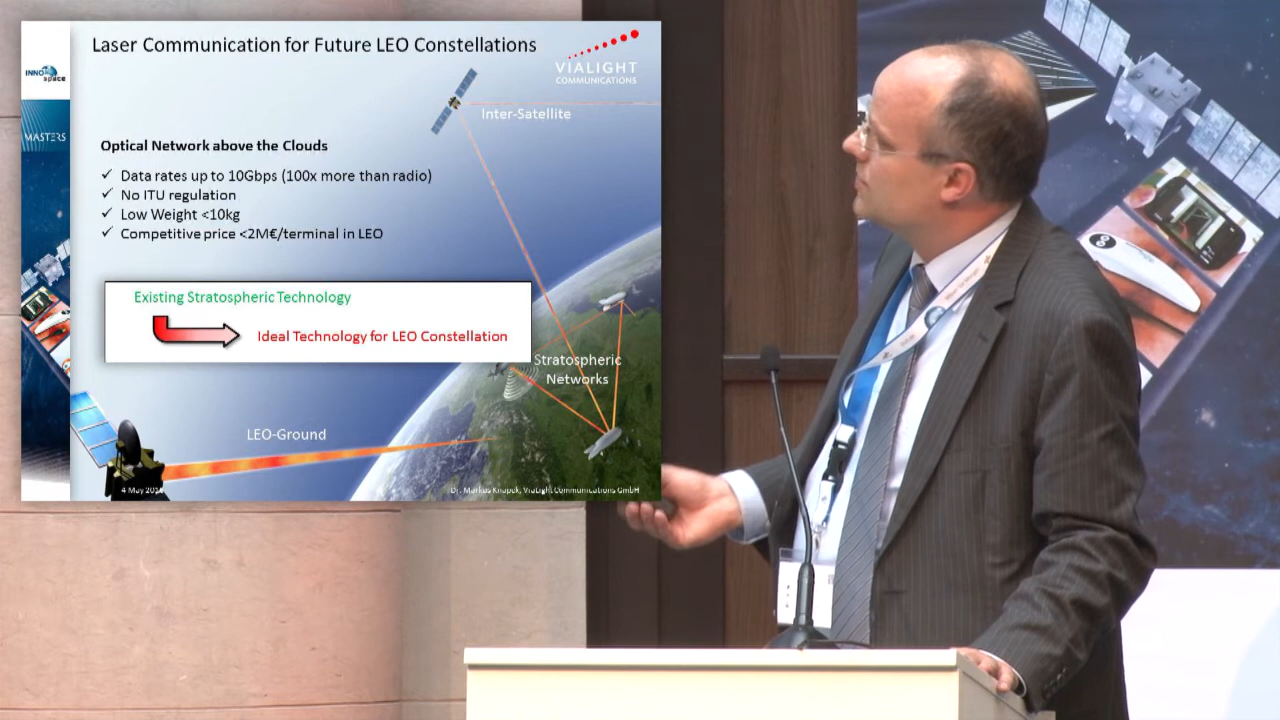 Laser Communication for Future LEO Constellations
VIALIGHT
COMMUNICATIONS
INNO
space
MASTERS
Inter-Satellite
Optical Network above the Clouds
✓ Data rates up to 10Gbps (100x more than radio)
✓ No ITU regulation
✓ Low Weight <10kg
✓ Competitive price <2M€/terminal in LEO
Existing Stratospheric Technology
Ideal Technology for LEO Constellation
Stratospheric
Networks
LEO-Ground
4 May
Dr. Markus Knapek, ViaLight Communications GmbH